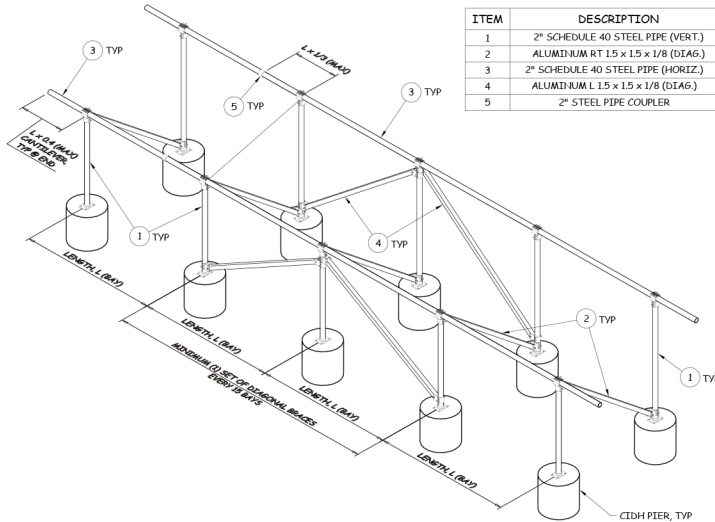 ITEM DESCRIPTION
1 2" SCHEDULE 40 STEEL PIPE (VERT.)
2 ALUMINUM RT 1.5 x 1.5 x 1/8 (DIAG.)
3 2" SCHEDULE 40 STEEL PIPE (HORIZ.)
4 ALUMINUM L 1.5 x 1.5 x 1/8 (DIAG.)
5 2" STEEL PIPE COUPLER
3 TYP
L x 1/3 (MAX)
5 TYP
3 TYP
L x 0.4 (MAX)
CANTILEVER,
TYP @ END
1 TYP
4 TYP
2 TYP
1 TY
LENGTH, L (BAY)
LENGTH, L (BAY)
MINIMUM (1) SET OF DIAGONAL BRACES
EVERY 15 BAYS
LENGTH, L (BAY)
LENGTH, L (BAY)
CIDH PIER, TYP